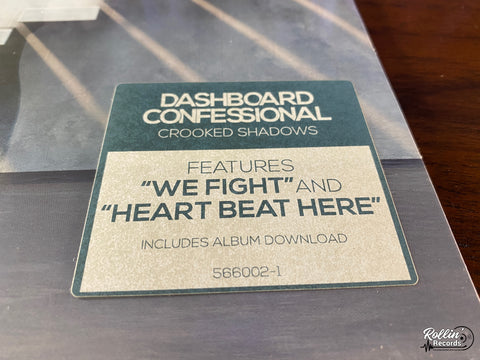 DASHBOARD
CONFESSIONAL
CROOKED SHADOWS
FEATURES
“WE FIGHT” AND
“HEART BEAT HERE”
INCLUDES ALBUM DOWNLOAD
566002-1
Rollin'
Records